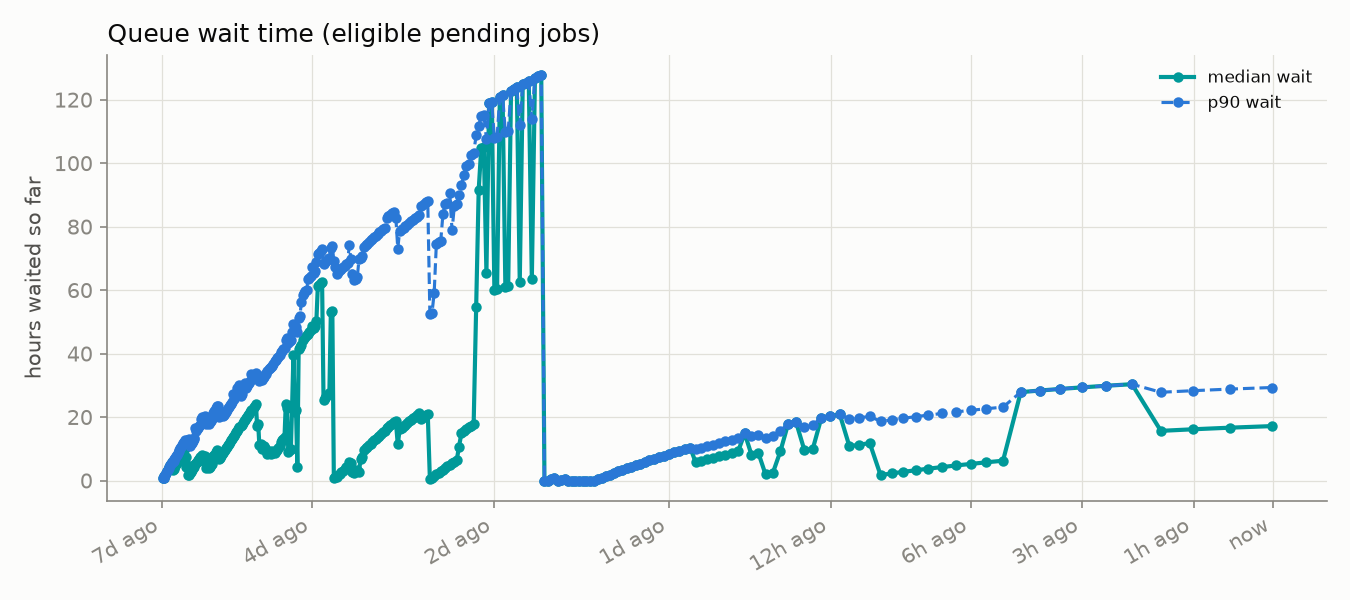 Queue wait time (eligible pending jobs)
median wait
p90 wait
hours waited so far
120
100
80
60
40
20
0
7d ago
4d ago
2d ago
1d ago
12h ago
6h ago
3h ago
1h ago
now